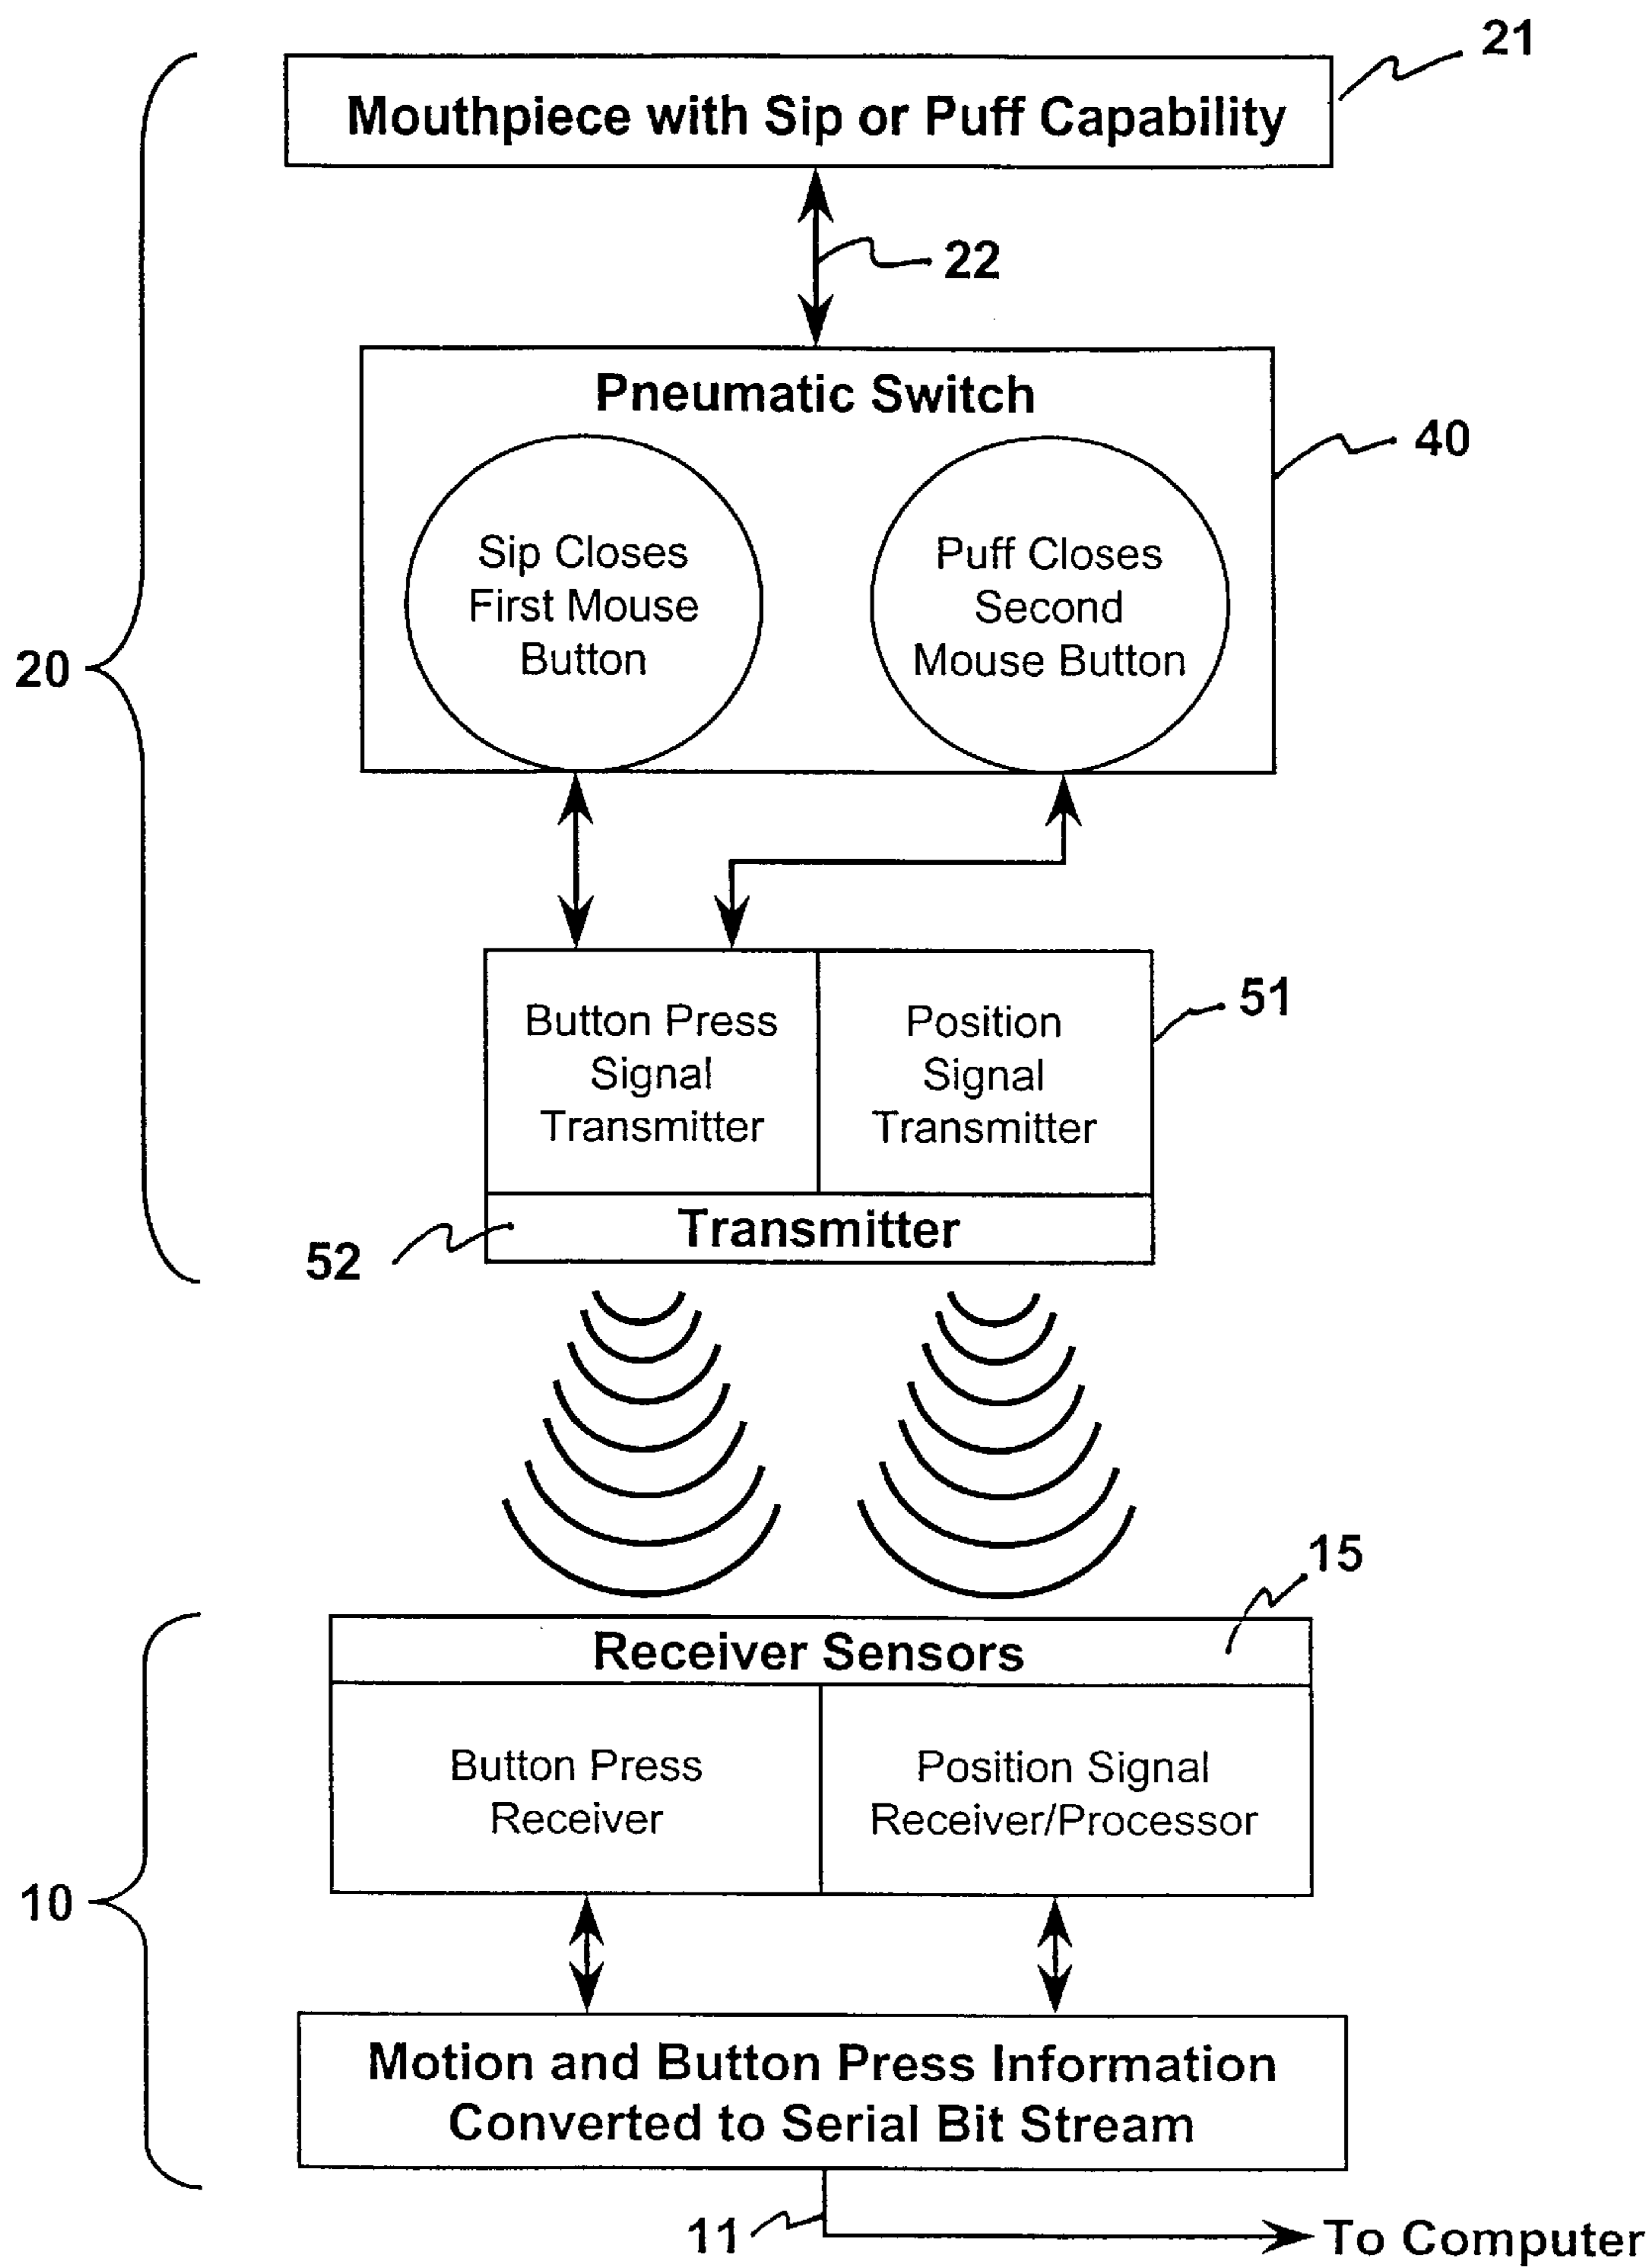 21
Mouthpiece with Sip or Puff Capability
22
Pneumatic Switch
40
Sip Closes
First Mouse
Button
Puff Closes
Second
Mouse Button
20
51
Button Press
Signal
Transmitter
Position
Signal
Transmitter
Transmitter
52
15
Receiver Sensors
Button Press
Receiver
Position Signal
Receiver/Processor
10
Motion and Button Press Information
Converted to Serial Bit Stream
11
To Computer